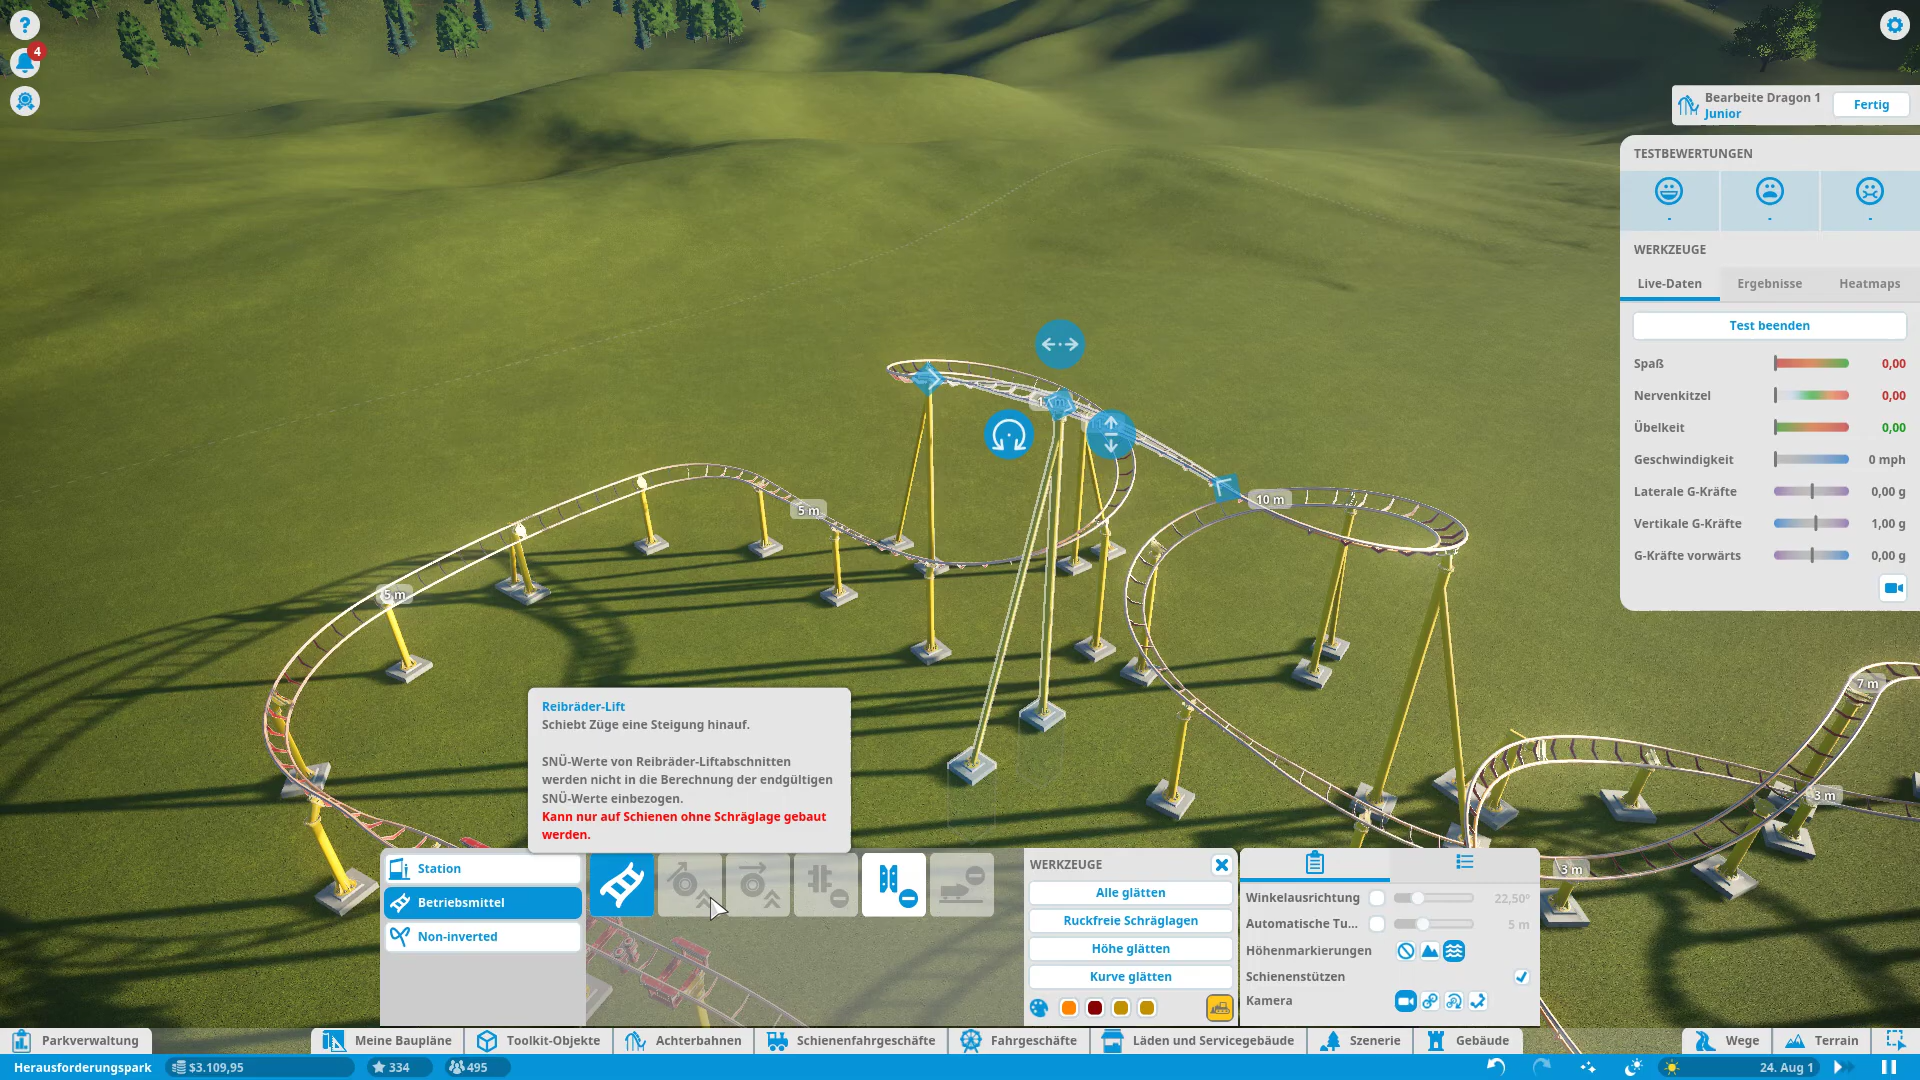 4
Bearbeite Dragon 1
Junior
Fertig
TESTBEWERTUNGEN
- - -
WERKZEUGE
Live-Daten Ergebnisse Heatmaps
Test beenden
Spaß 0,00
Nervenkitzel 0,00
Übelkeit 0,00
Geschwindigkeit 0 mph
Laterale G-Kräfte 0,00 g
Vertikale G-Kräfte 1,00 g
G-Kräfte vorwärts 0,00 g
10 m
5 m
5 m
7 m
3 m
3 m
Reibräder-Lift
Schiebt Züge eine Steigung hinauf.
SNÜ-Werte von Reibräder-Liftabschnitten
werden nicht in die Berechnung der endgültigen
SNÜ-Werte einbezogen.
Kann nur auf Schienen ohne Schräglage gebaut
werden.
Station
Betriebsmittel
Non-inverted
WERKZEUGE
Alle glätten
Ruckfreie Schräglagen
Höhe glätten
Kurve glätten
Winkelausrichtung 22,50°
Automatische Tu... 5 m
Höhenmarkierungen
Schienenstützen
Kamera
Parkverwaltung Meine Baupläne Toolkit-Objekte Achterbahnen Schienenfahrgeschäfte Fahrgeschäfte Läden und Servicegebäude Szenerie Gebäude Wege Terrain
Herausforderungspark $3.109,95 334 495 24. Aug 1